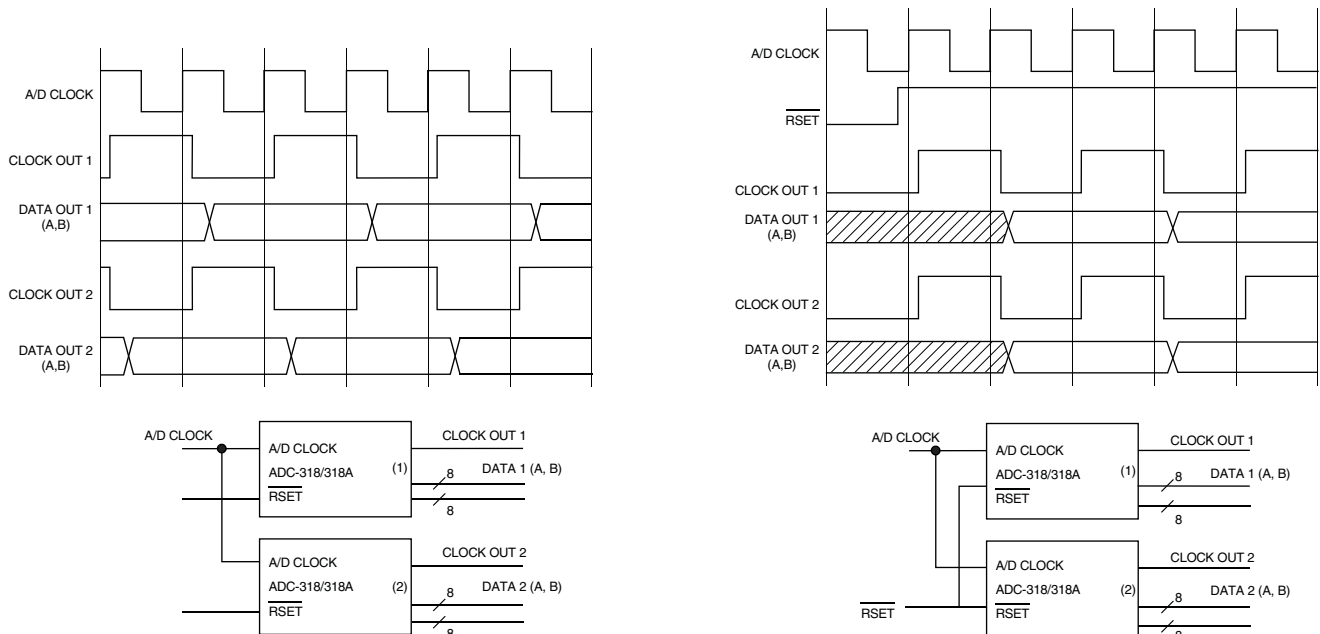 A/D CLOCK
CLOCK OUT 1
DATA OUT 1
(A,B)
CLOCK OUT 2
DATA OUT 2
(A,B)
A/D CLOCK
A/D CLOCK
ADC-318/318A
(1)
RSET
CLOCK OUT 1
8
DATA 1 (A, B)
8
A/D CLOCK
ADC-318/318A
(2)
RSET
CLOCK OUT 2
8
DATA 2 (A, B)
8
A/D CLOCK
RSET
CLOCK OUT 1
DATA OUT 1
(A,B)
CLOCK OUT 2
DATA OUT 2
(A,B)
A/D CLOCK
A/D CLOCK
ADC-318/318A
(1)
RSET
CLOCK OUT 1
8
DATA 1 (A, B)
8
RSET
A/D CLOCK
ADC-318/318A
(2)
RSET
CLOCK OUT 2
8
DATA 2 (A, B)
8